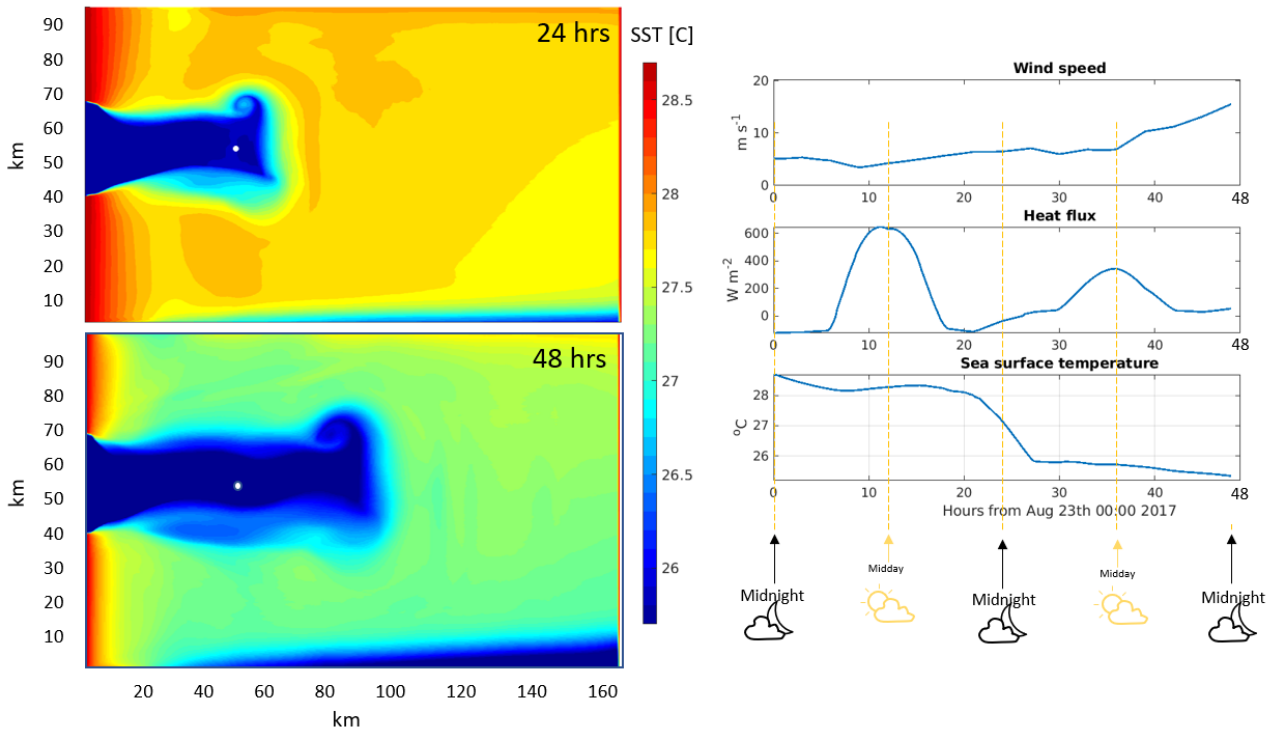 24 hrs
SST [C]
90
80
70
60
50
40
30
20
10
km
28.5
28
27.5
27
26.5
26
48 hrs
90
80
70
60
50
40
30
20
10
km
20 40 60 80 100 120 140 160
km
Wind speed
20
10
0
m s-1
0 10 20 30 40 48
Heat flux
600
400
200
0
W m-2
0 10 20 30 40 48
Sea surface temperature
28
27
26
oC
0 10 20 30 40 48
Hours from Aug 23th 00:00 2017
Midnight
Midday
Midnight
Midday
Midnight